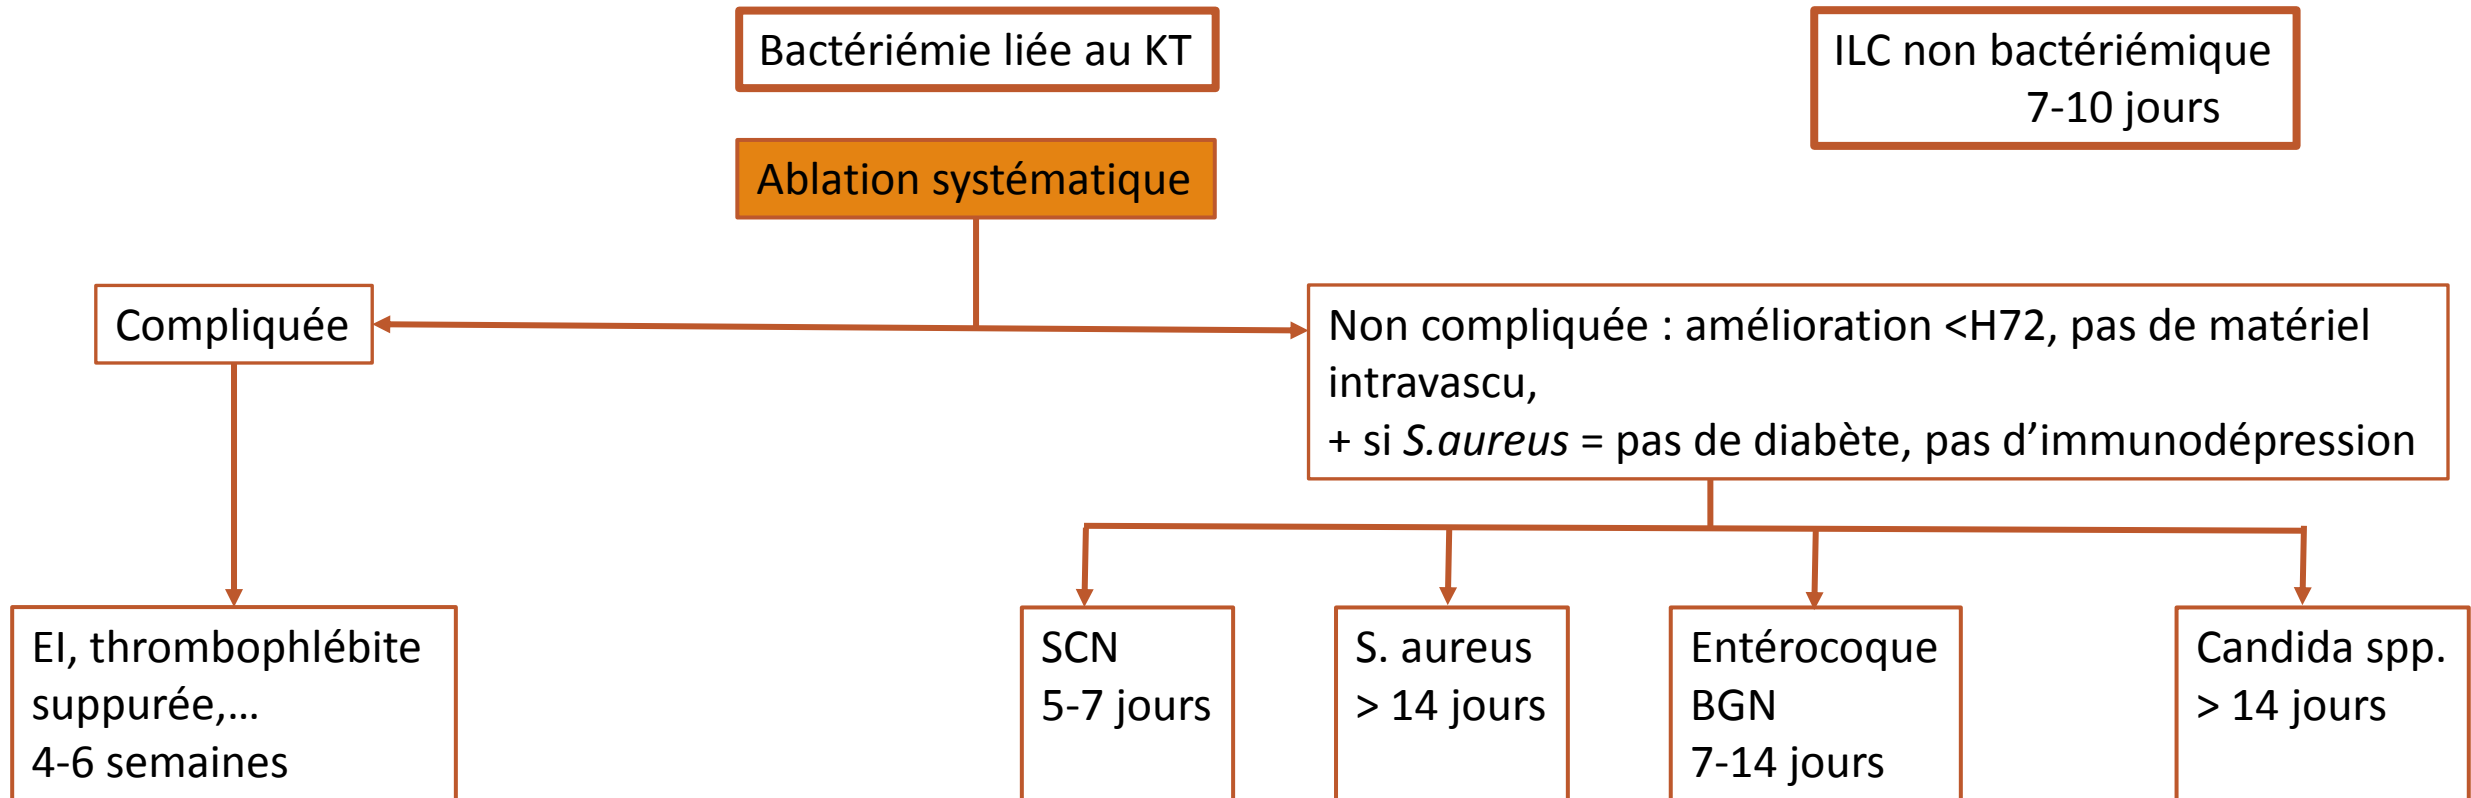 Bactériémie liée au KT
ILC non bactériémique
7-10 jours
Ablation systématique
Compliquée
Non compliquée : amélioration <H72, pas de matériel
intravascu,
+ si S.aureus = pas de diabète, pas d’immunodépression
EI, thrombophlébite
suppurée,…
4-6 semaines
SCN
5-7 jours
S. aureus
> 14 jours
Entérocoque
BGN
7-14 jours
Candida spp.
> 14 jours